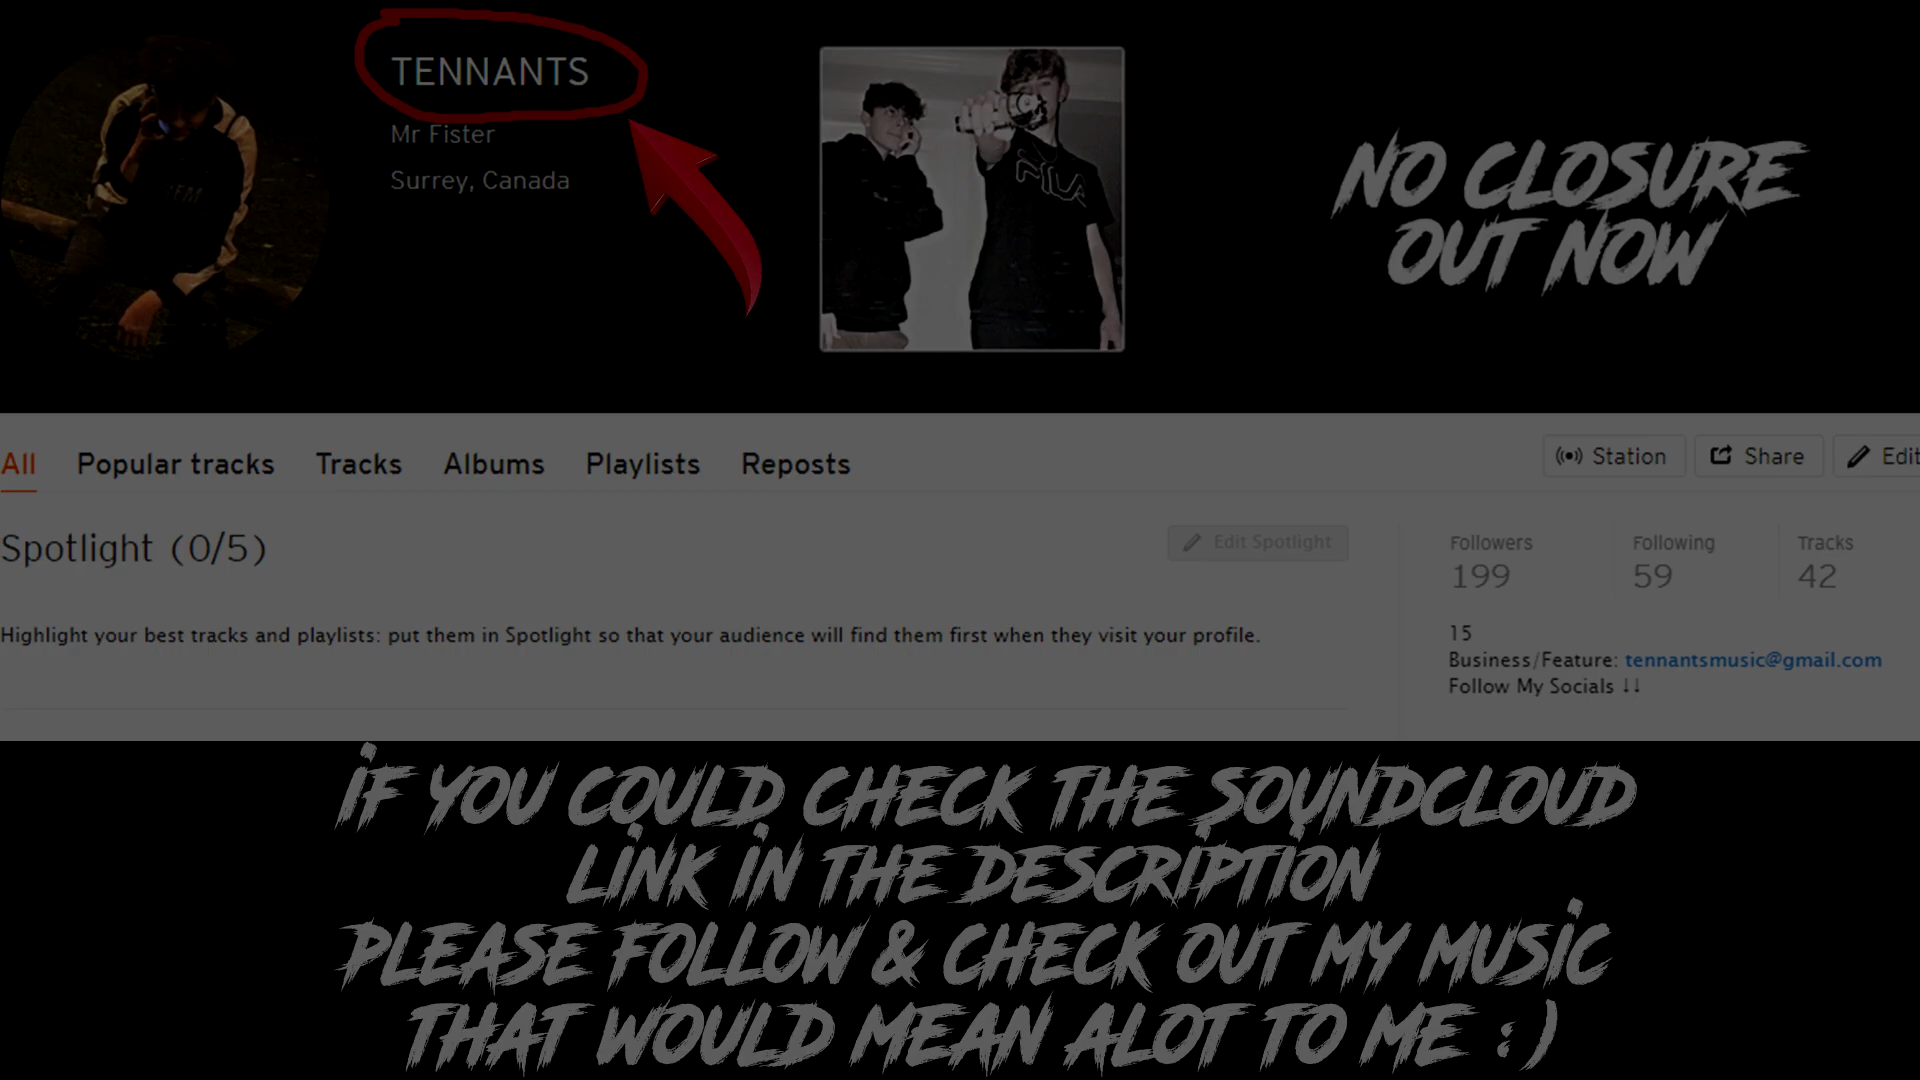 TENNANTS
Mr Fister
Surrey, Canada
FILA
NO CLOSURE
OUT NOW
All Popular tracks Tracks Albums Playlists Reposts Station Share Edit
Spotlight (0/5)
Edit Spotlight
Followers Following Tracks
199 59 42
Highlight your best tracks and playlists: put them in Spotlight so that your audience will find them first when they visit your profile.
15
Business/Feature: tennantsmusic@gmail.com
Follow My Socials ↓↓
IF YOU COULD CHECK THE SOUNDCLOUD
LINK IN THE DESCRIPTION
PLEASE FOLLOW & CHECK OUT MY MUSIC
THAT WOULD MEAN ALOT TO ME :)